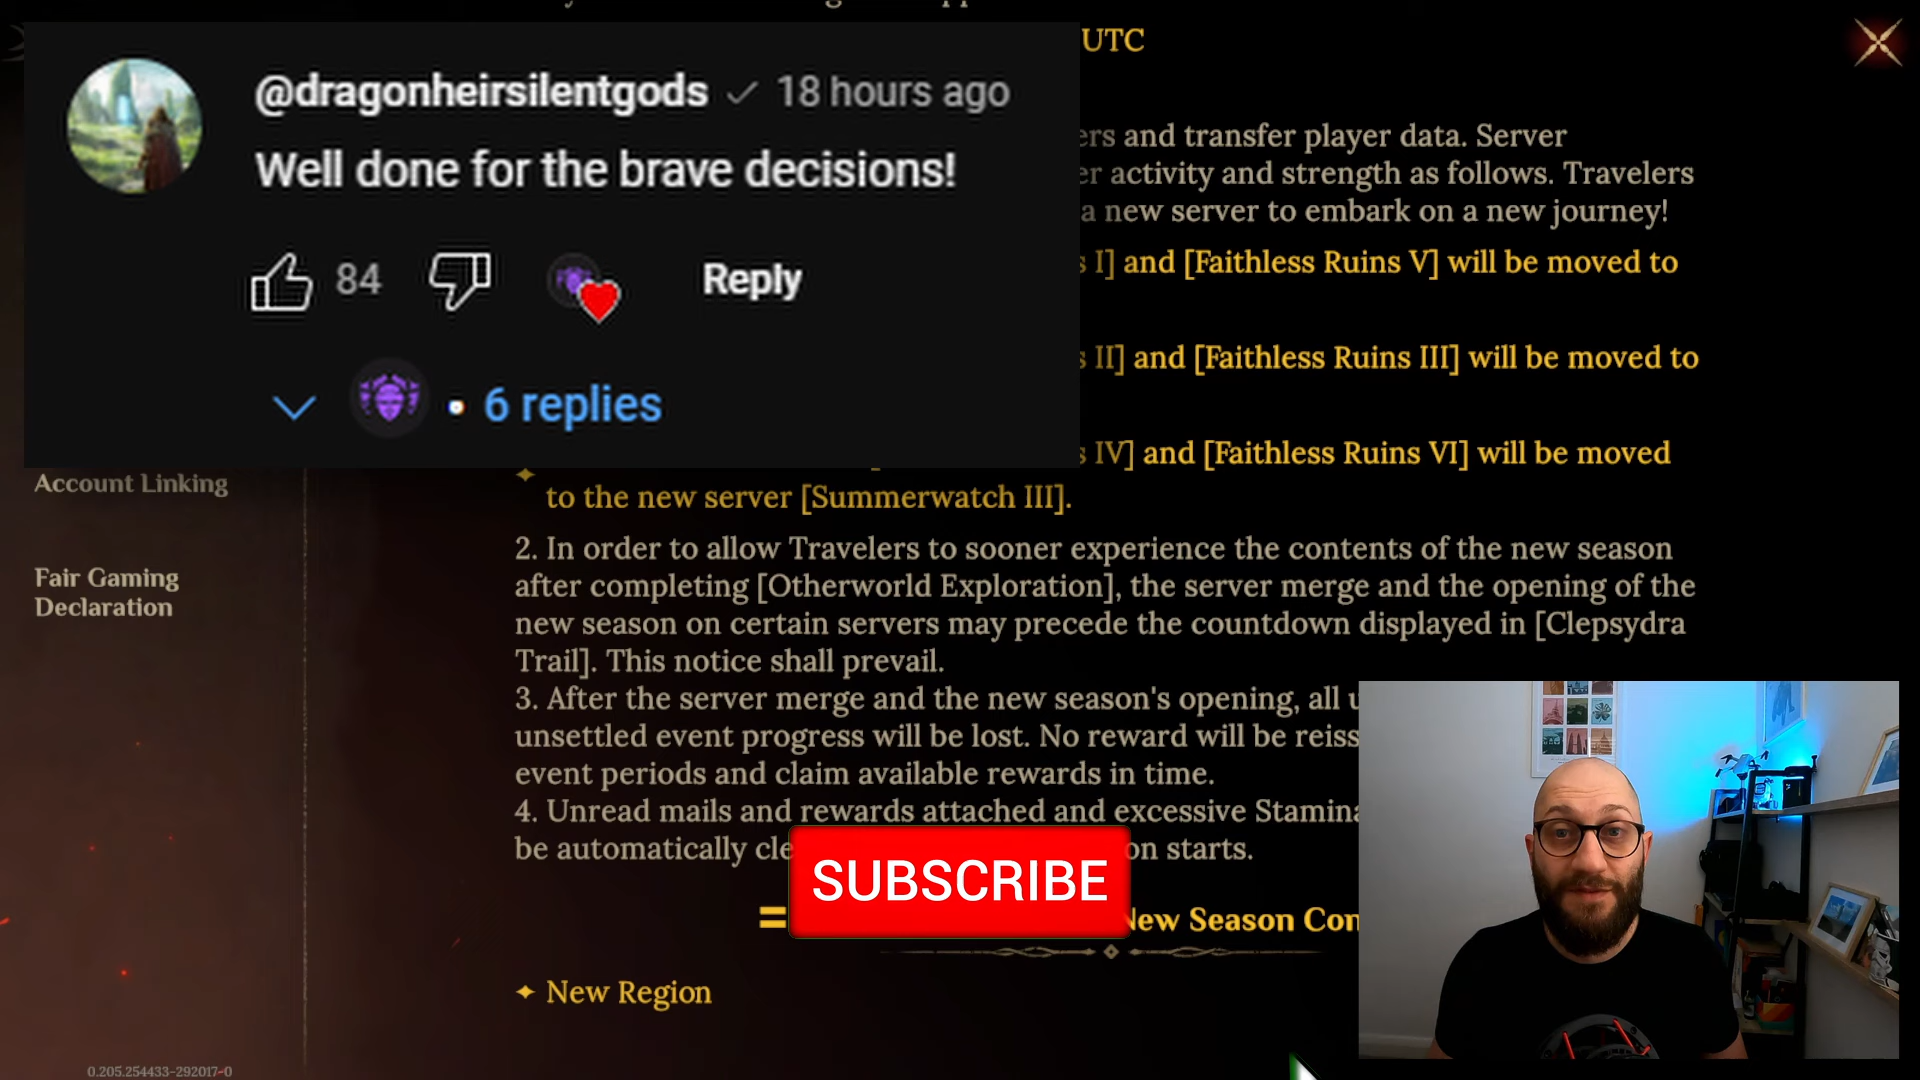 UTC
@dragonheirsilentgods 18 hours ago
Well done for the brave decisions!
84
Reply
6 replies
and transfer player data. Server
activity and strength as follows. Travelers
a new server to embark on a new journey!
I] and [Faithless Ruins V] will be moved to
II] and [Faithless Ruins III] will be moved to
IV] and [Faithless Ruins VI] will be moved
to the new server [Summerwatch III].
Account Linking
Fair Gaming
Declaration
2. In order to allow Travelers to sooner experience the contents of the new season
after completing [Otherworld Exploration], the server merge and the opening of the
new season on certain servers may precede the countdown displayed in [Clepsydra
Trail]. This notice shall prevail.
3. After the server merge and the new season's opening, all
unsettled event progress will be lost. No reward will be
event periods and claim available rewards in time.
4. Unread mails and rewards attached and excessive Stamina
be automatically starts.
SUBSCRIBE
New Season
New Region
0.205.254433-292017-0